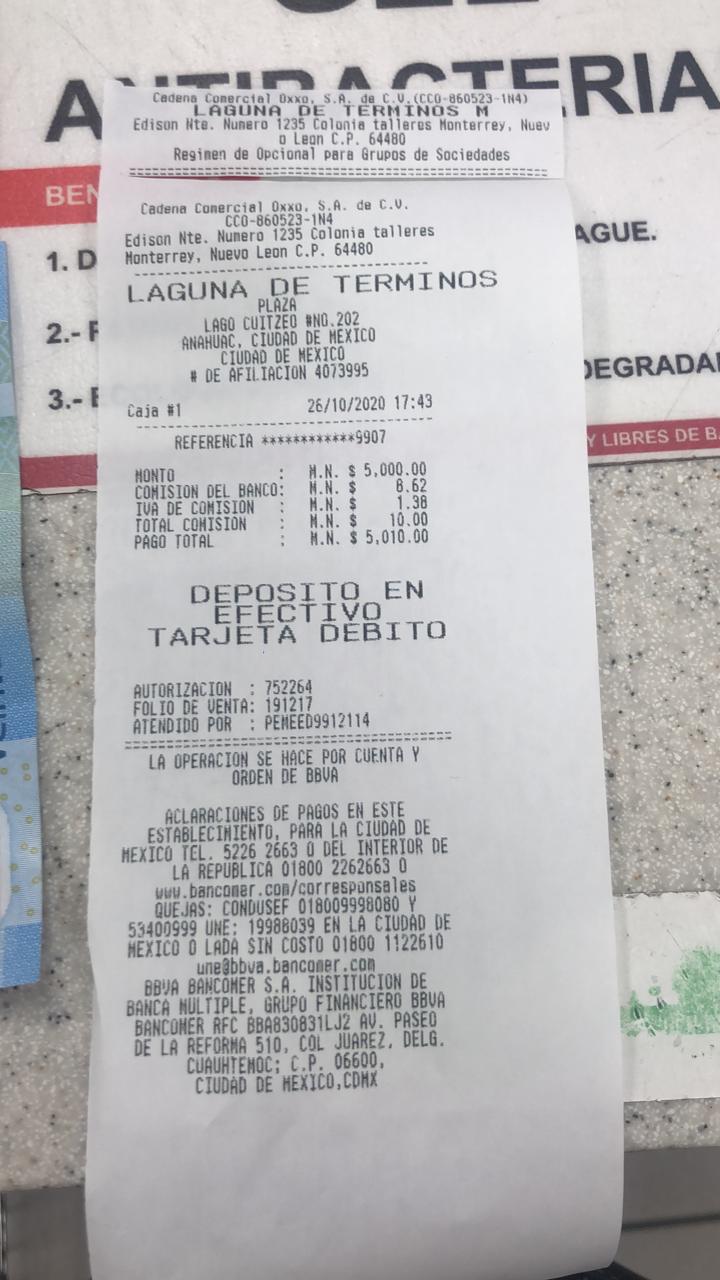 ANTIBACTERIA
Cadena Comercial Oxxo, S.A. de C.V.(CCO-860523-1N4)
LAGUNA DE TERMINOS M
Edison Nte. Numero 1235 Colonia talleres Monterrey, Nuev
o Leon C.P. 64480
Regimen de Opcional para Grupos de Sociedades
BEN
Cadena Comercial Oxxo, S.A. de C.V.
CCO-860523-1N4
Edison Nte. Numero 1235 Colonia talleres
Monterrey, Nuevo Leon C.P. 64480
AGUE.
1. D
LAGUNA DE TERMINOS
PLAZA
LAGO CUITZEO #NO.202
ANAHUAC, CIUDAD DE MEXICO
CIUDAD DE MEXICO
# DE AFILIACION 4073995
2.- F
DEGRADA
3.- E
Caja #1 26/10/2020 17:43
Y LIBRES DE B
REFERENCIA ************9907
MONTO : M.N. $ 5,000.00
COMISION DEL BANCO: M.N. $ 8.62
IVA DE COMISION : M.N. $ 1.38
TOTAL COMISION : M.N. $ 10.00
PAGO TOTAL : M.N. $ 5,010.00
DEPOSITO EN
EFECTIVO
TARJETA DEBITO
AUTORIZACION : 752264
FOLIO DE VENTA: 191217
ATENDIDO POR : PEMEED9912114
LA OPERACION SE HACE POR CUENTA Y
ORDEN DE BBVA
ACLARACIONES DE PAGOS EN ESTE
ESTABLECIMIENTO, PARA LA CIUDAD DE
MEXICO TEL. 5226 2663 O DEL INTERIOR DE
LA REPUBLICA 01800 2262663 O
www.bancomer.com/corresponsales
QUEJAS: CONDUSEF 018009998080 Y
53400999 UNE: 19988039 EN LA CIUDAD DE
MEXICO O LADA SIN COSTO 01800 1122610
une@bbva.bancomer.com
BBVA BANCOMER S.A. INSTITUCION DE
BANCA MULTIPLE, GRUPO FINANCIERO BBVA
BANCOMER RFC BBA830831LJ2 AV. PASEO
DE LA REFORMA 510, COL JUAREZ, DELG.
CUAUHTEMOC; C.P. 06600,
CIUDAD DE MEXICO,CDMX